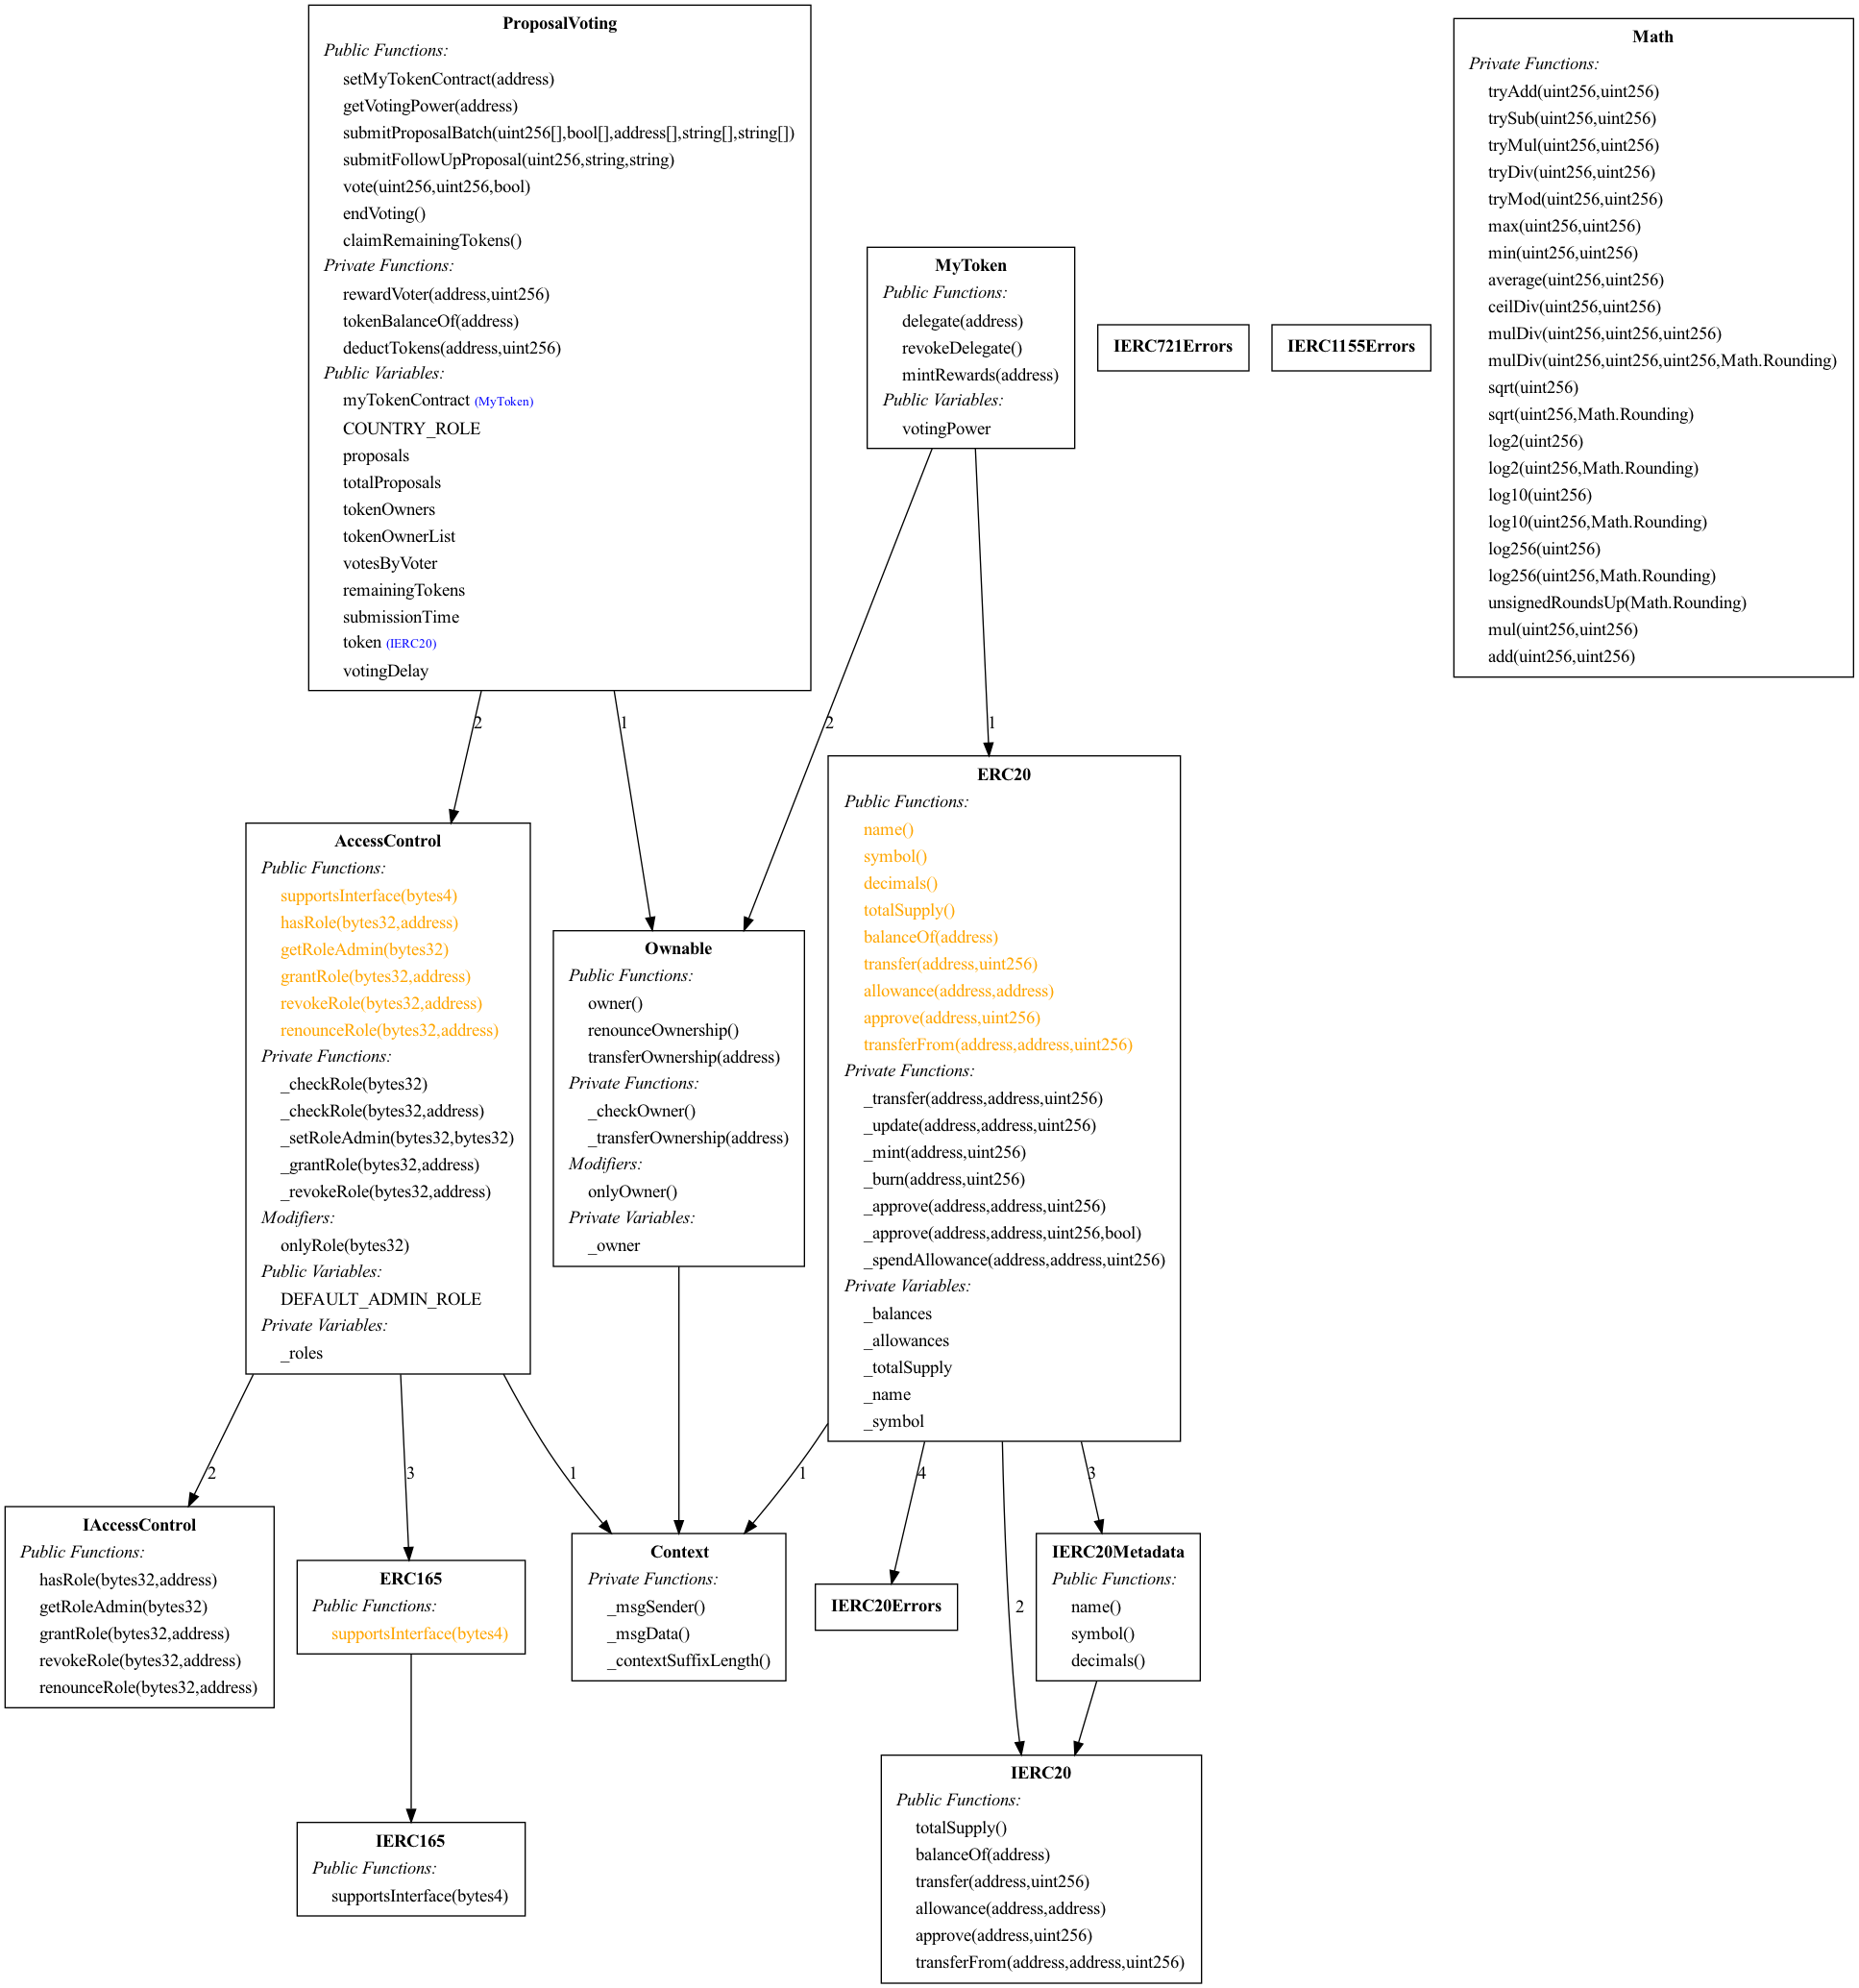 ProposalVoting
Public Functions:
setMyTokenContract(address)
getVotingPower(address)
submitProposalBatch(uint256[],bool[],address[],string[],string[])
submitFollowUpProposal(uint256,string,string)
vote(uint256,uint256,bool)
endVoting()
claimRemainingTokens()
Private Functions:
rewardVoter(address,uint256)
tokenBalanceOf(address)
deductTokens(address,uint256)
Public Variables:
myTokenContract (MyToken)
COUNTRY_ROLE
proposals
totalProposals
tokenOwners
tokenOwnerList
votesByVoter
remainingTokens
submissionTime
token (IERC20)
votingDelay
MyToken
Public Functions:
delegate(address)
revokeDelegate()
mintRewards(address)
Public Variables:
votingPower
IERC721Errors
IERC1155Errors
Math
Private Functions:
tryAdd(uint256,uint256)
trySub(uint256,uint256)
tryMul(uint256,uint256)
tryDiv(uint256,uint256)
tryMod(uint256,uint256)
max(uint256,uint256)
min(uint256,uint256)
average(uint256,uint256)
ceilDiv(uint256,uint256)
mulDiv(uint256,uint256,uint256)
mulDiv(uint256,uint256,uint256,Math.Rounding)
sqrt(uint256)
sqrt(uint256,Math.Rounding)
log2(uint256)
log2(uint256,Math.Rounding)
log10(uint256)
log10(uint256,Math.Rounding)
log256(uint256)
log256(uint256,Math.Rounding)
unsignedRoundsUp(Math.Rounding)
mul(uint256,uint256)
add(uint256,uint256)
2
1
2
1
AccessControl
Public Functions:
supportsInterface(bytes4)
hasRole(bytes32,address)
getRoleAdmin(bytes32)
grantRole(bytes32,address)
revokeRole(bytes32,address)
renounceRole(bytes32,address)
Private Functions:
_checkRole(bytes32)
_checkRole(bytes32,address)
_setRoleAdmin(bytes32,bytes32)
_grantRole(bytes32,address)
_revokeRole(bytes32,address)
Modifiers:
onlyRole(bytes32)
Public Variables:
DEFAULT_ADMIN_ROLE
Private Variables:
_roles
Ownable
Public Functions:
owner()
renounceOwnership()
transferOwnership(address)
Private Functions:
_checkOwner()
_transferOwnership(address)
Modifiers:
onlyOwner()
Private Variables:
_owner
ERC20
Public Functions:
name()
symbol()
decimals()
totalSupply()
balanceOf(address)
transfer(address,uint256)
allowance(address,address)
approve(address,uint256)
transferFrom(address,address,uint256)
Private Functions:
_transfer(address,address,uint256)
_update(address,address,uint256)
_mint(address,uint256)
_burn(address,uint256)
_approve(address,address,uint256)
_approve(address,address,uint256,bool)
_spendAllowance(address,address,uint256)
Private Variables:
_balances
_allowances
_totalSupply
_name
_symbol
2
3
1
1
4
3
2
IAccessControl
Public Functions:
hasRole(bytes32,address)
getRoleAdmin(bytes32)
grantRole(bytes32,address)
revokeRole(bytes32,address)
renounceRole(bytes32,address)
ERC165
Public Functions:
supportsInterface(bytes4)
Context
Private Functions:
_msgSender()
_msgData()
_contextSuffixLength()
IERC20Errors
IERC20Metadata
Public Functions:
name()
symbol()
decimals()
IERC165
Public Functions:
supportsInterface(bytes4)
IERC20
Public Functions:
totalSupply()
balanceOf(address)
transfer(address,uint256)
allowance(address,address)
approve(address,uint256)
transferFrom(address,address,uint256)